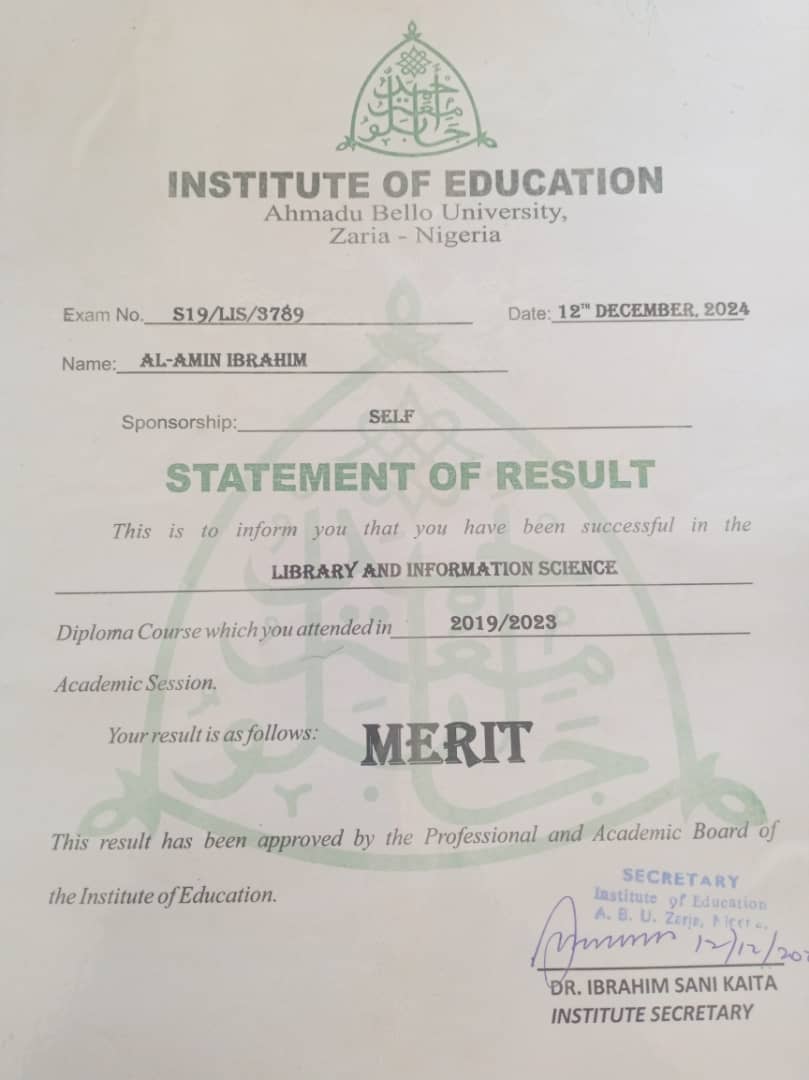 INSTITUTE OF EDUCATION
Ahmadu Bello University,
Zaria - Nigeria
Exam No. S19/LIS/3789 Date: 12TH DECEMBER, 2024
Name: AL-AMIN IBRAHIM
Sponsorship: SELF
STATEMENT OF RESULT
This is to inform you that you have been successful in the
LIBRARY AND INFORMATION SCIENCE
Diploma Course which you attended in 2019/2023
Academic Session.
Your result is as follows: MERIT
This result has been approved by the Professional and Academic Board of
the Institute of Education.
SECRETARY
Institute of Education
A. B. U. Zaria,
12/12/
DR. IBRAHIM SANI KAITA
INSTITUTE SECRETARY